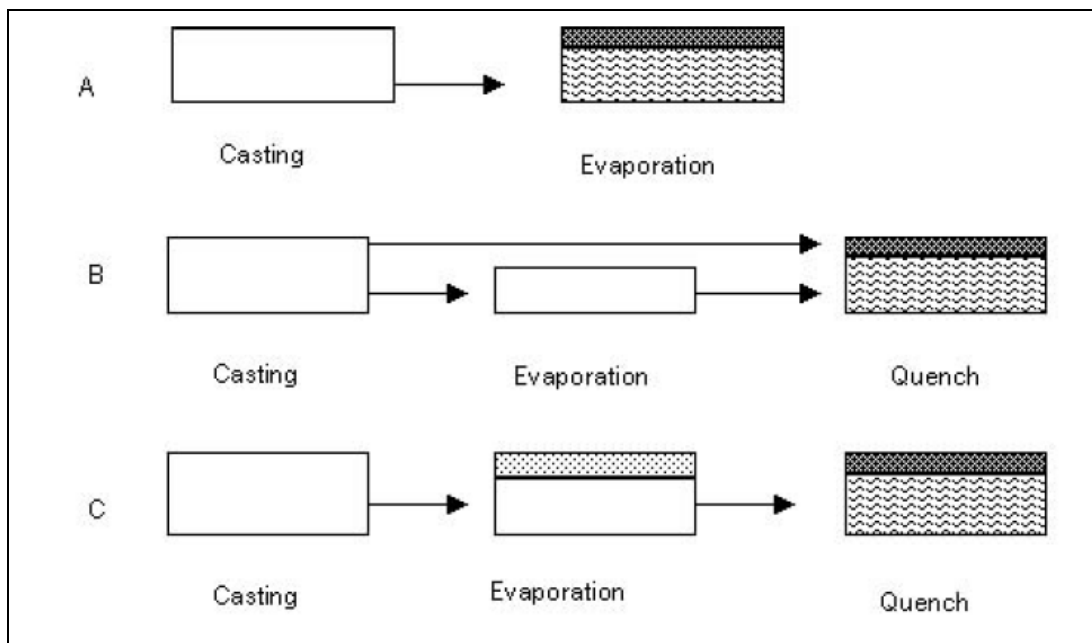 A
Casting
Evaporation
B
Casting
Evaporation
Quench
C
Casting
Evaporation
Quench